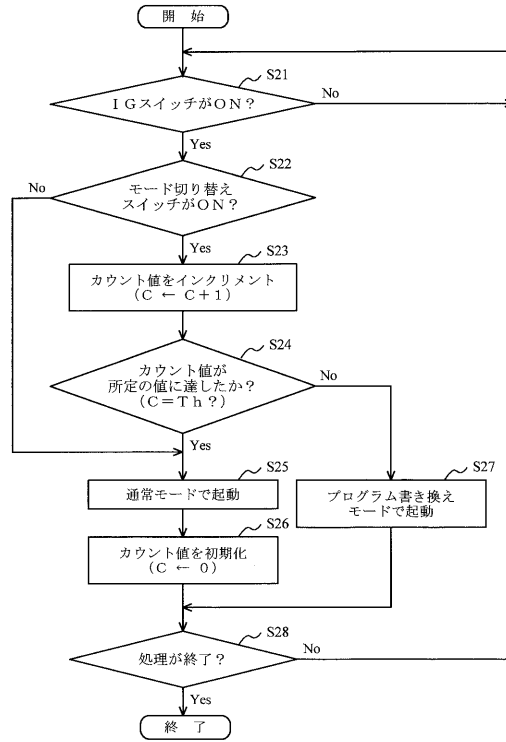 開 始
S21
IGスイッチがON?
No
Yes
S22
No
モード切り替え
スイッチがON?
Yes
S23
カウント値をインクリメント
(C ← C+1)
S24
カウント値が
所定の値に達したか?
(C=Th?)
No
Yes
S25
通常モードで起動
S27
プログラム書き換え
モードで起動
S26
カウント値を初期化
(C ← 0)
S28
処理が終了?
No
Yes
終 了